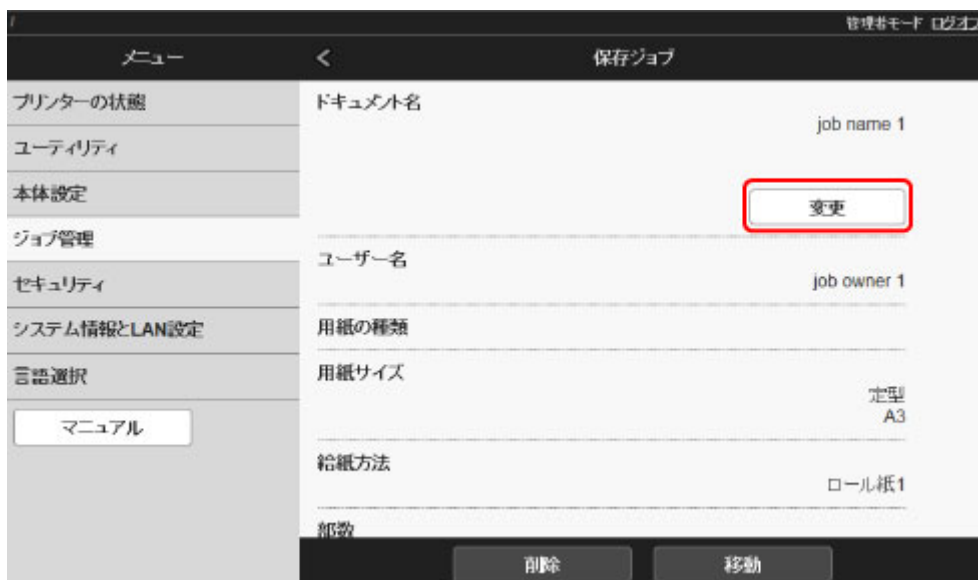 管理者モード ログオフ
メニュー
保存ジョブ
プリンターの状態
ユーティリティ
本体設定
ジョブ管理
セキュリティ
システム情報とLAN設定
言語選択
マニュアル
ドキュメント名
job name 1
変更
ユーザー名
job owner 1
用紙の種類
用紙サイズ
定型
A3
給紙方法
ロール紙1
部数
削除 移動